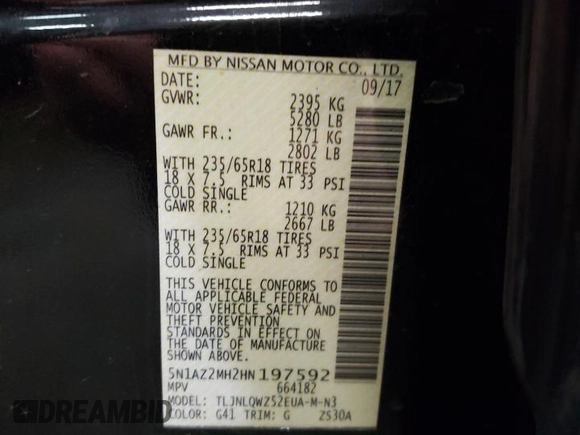 MFD BY NISSAN MOTOR CO., LTD.
DATE: 09/17
GVWR: 2395 KG
5280 LB
GAWR FR.: 1271 KG
2802 LB
WITH 235/65R18 TIRES
18 X 7.5 RIMS AT 33 PSI
COLD SINGLE
GAWR RR.: 1210 KG
2667 LB
WITH 235/65R18 TIRES
18 X 7.5 RIMS AT 33 PSI
COLD SINGLE
THIS VEHICLE CONFORMS TO
ALL APPLICABLE FEDERAL
MOTOR VEHICLE SAFETY AND
THEFT PREVENTION
STANDARDS IN EFFECT ON
THE DATE OF MANUFACTURE
SHOWN ABOVE.
5N1AZ2MH2HN197592
MPV 664182
MODEL: TLJNLQWZ52EUA-M-N3
COLOR: G41 TRIM: G ZS30A
DREAMBID
.COM